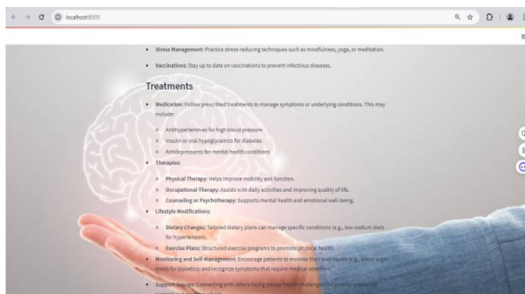 localhost:8505
Stress Management: Practice stress-reducing techniques such as mindfulness, yoga, or meditation.
Vaccinations: Stay up to date on vaccinations to prevent infectious diseases.
Treatments
Medication: Follow prescribed treatments to manage symptoms or underlying conditions. This may
include:
Antihypertensives for high blood pressure
Insulin or oral hypoglycemics for diabetes
Antidepressants for mental health conditions
Therapies:
Physical Therapy: Helps improve mobility and function.
Occupational Therapy: Assists with daily activities and improving quality of life.
Counseling or Psychotherapy: Supports mental health and emotional well-being.
Lifestyle Modifications:
Dietary Changes: Tailored dietary plans can manage specific conditions (e.g., low-sodium diets
for hypertension).
Exercise Plans: Structured exercise programs to promote physical health.
Monitoring and Self-Management: Encourage patients to monitor their own health (e.g., blood sugar
levels for diabetes) and recognize symptoms that require medical attention.
Support Groups: Connecting with others facing similar health challenges